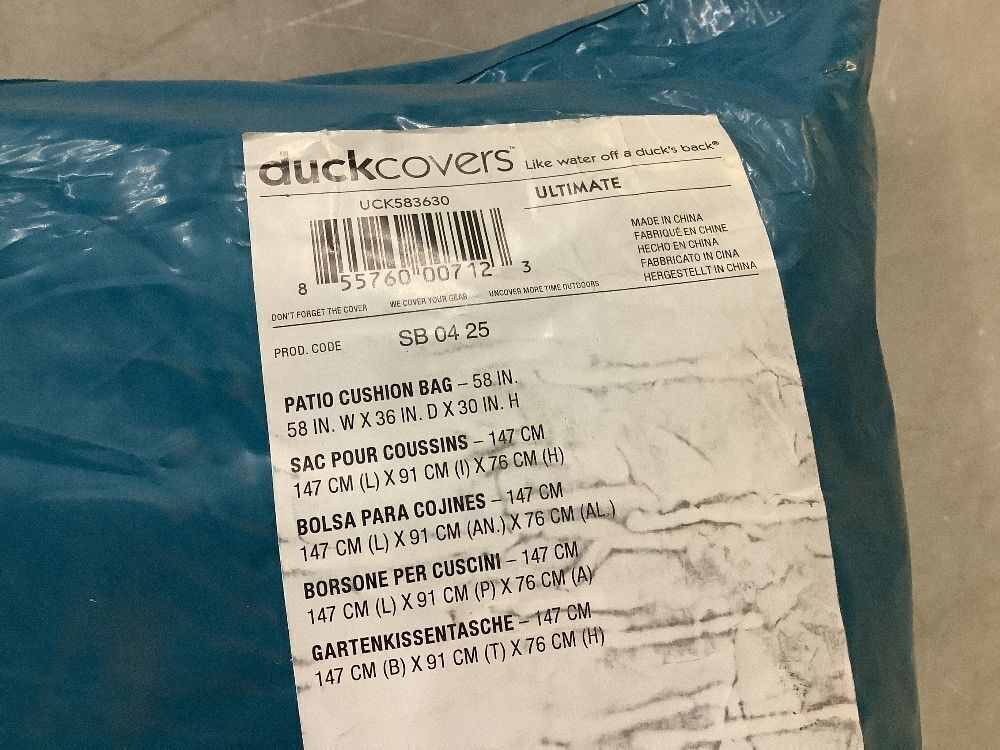 duckcovers™ Like water off a duck's back®
UCK583630
ULTIMATE
8 55760 00712 3
MADE IN CHINA
FABRIQUÉ EN CHINE
HECHO EN CHINA
FABBRICATO IN CINA
HERGESTELLT IN CHINA
DON'T FORGET THE COVER WE COVER YOUR GEAR UNCOVER MORE TIME OUTDOORS
PROD. CODE SB 04 25
PATIO CUSHION BAG – 58 IN.
58 IN. W X 36 IN. D X 30 IN. H
SAC POUR COUSSINS – 147 CM
147 CM (L) X 91 CM (I) X 76 CM (H)
BOLSA PARA COJINES – 147 CM
147 CM (L) X 91 CM (AN.) X 76 CM (AL.)
BORSONE PER CUSCINI – 147 CM
147 CM (L) X 91 CM (P) X 76 CM (A)
GARTENKISSENTASCHE – 147 CM
147 CM (B) X 91 CM (T) X 76 CM (H)